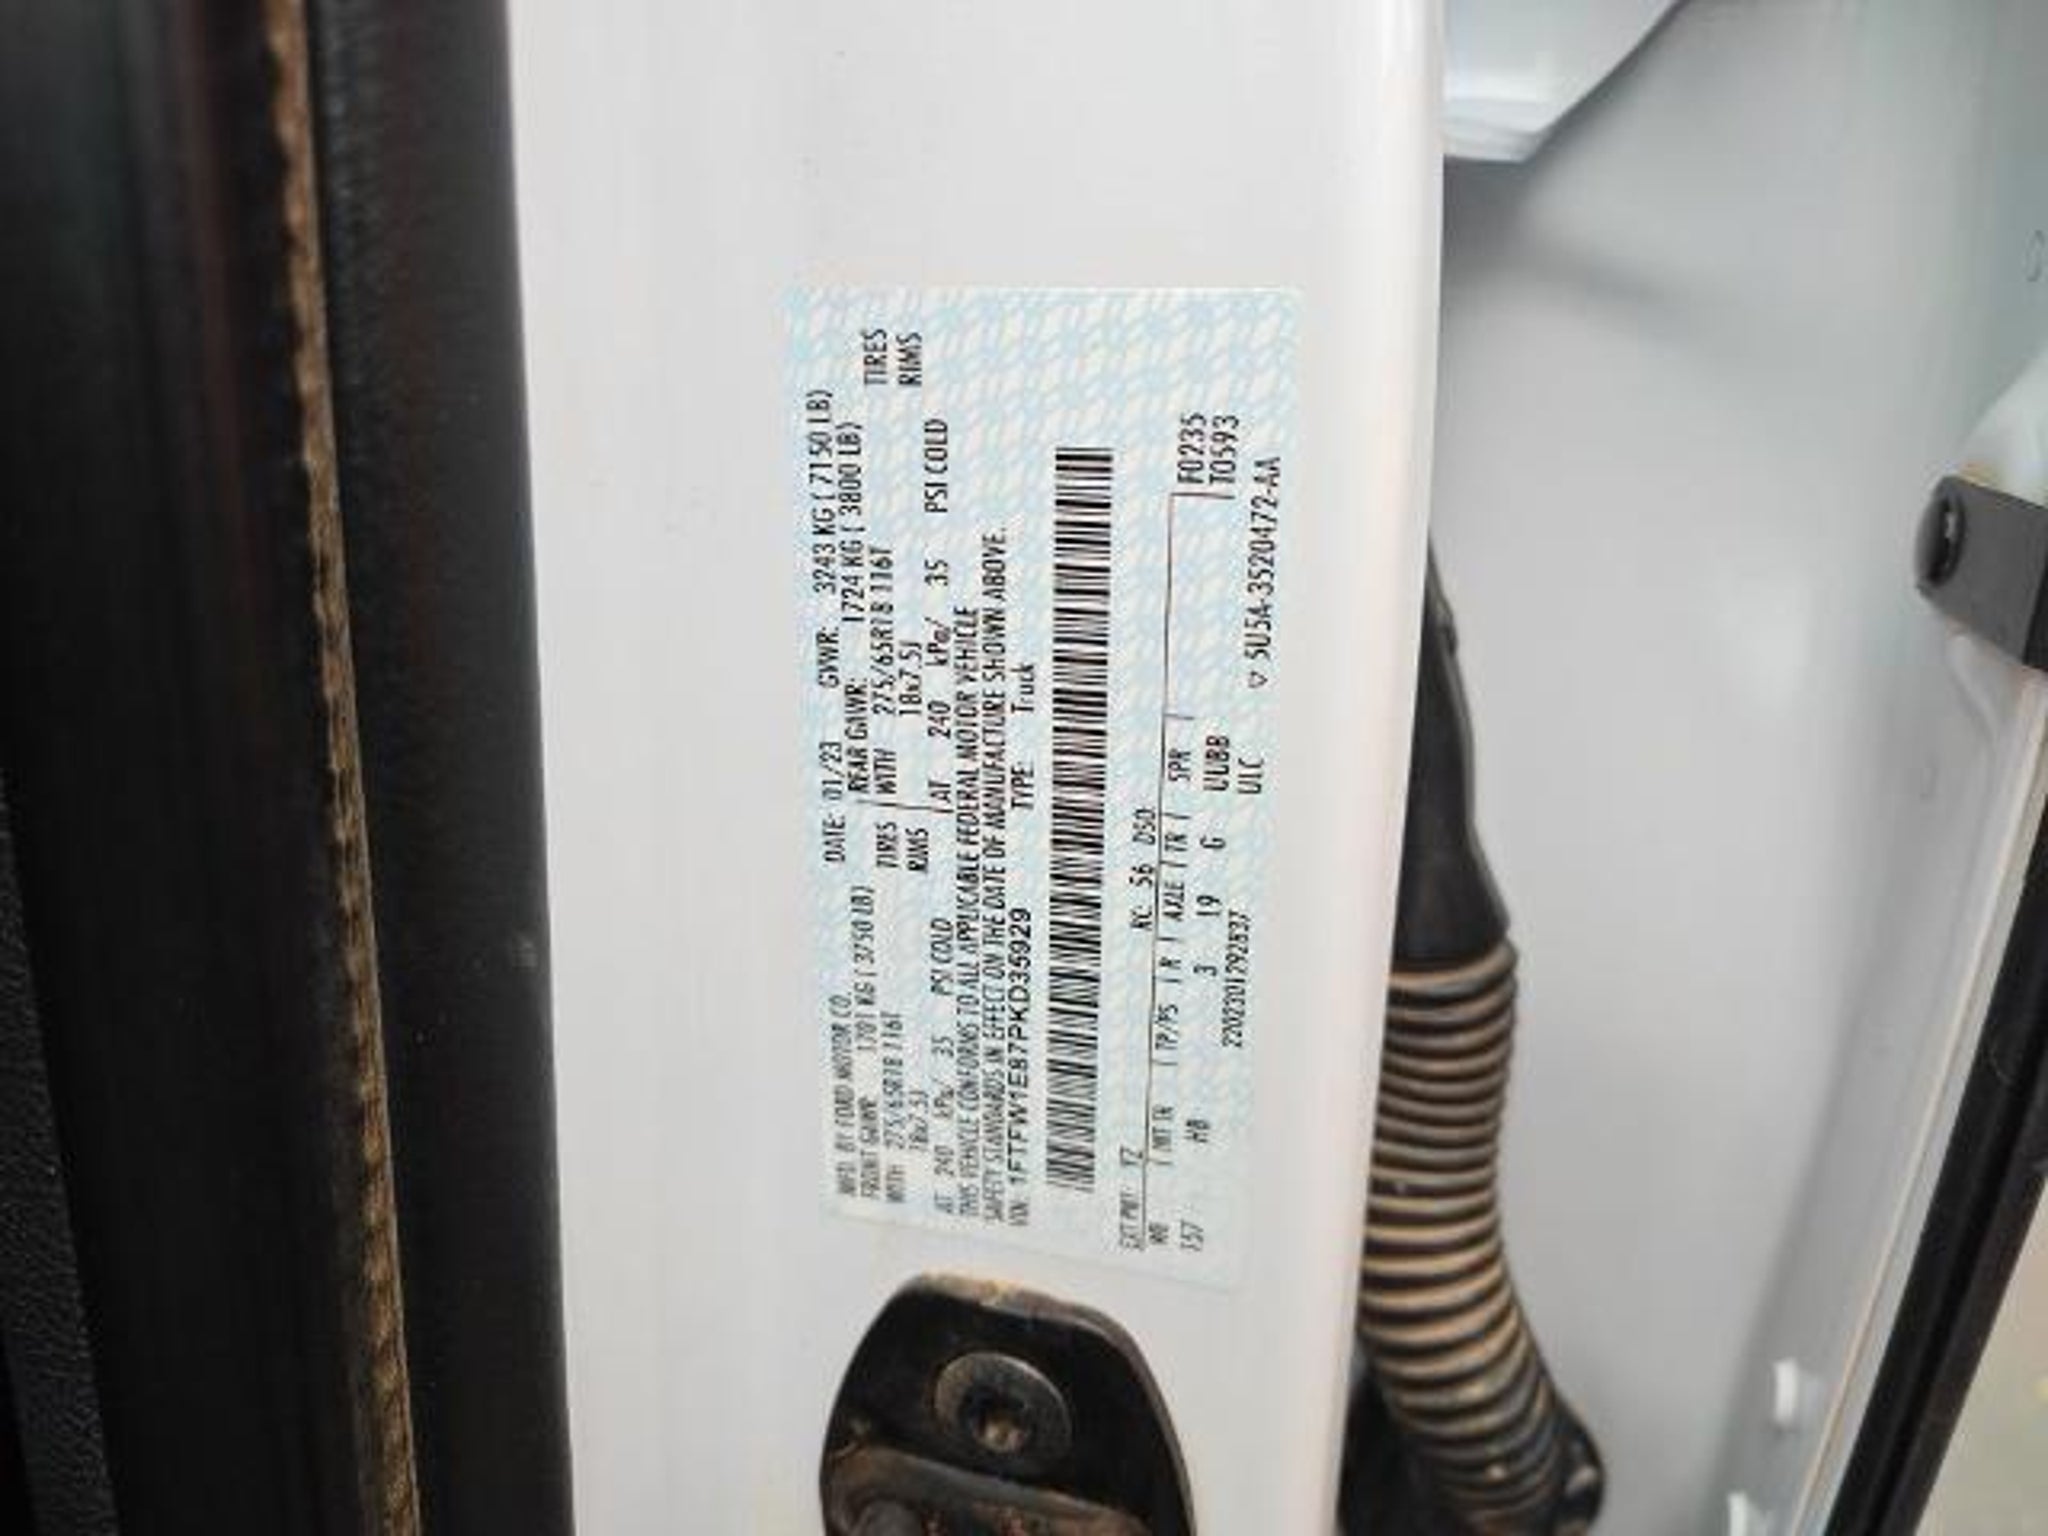 MFD. BY FORD MOTOR CO. DATE: 01/23 GVWR: 3243 KG ( 7150 LB)
FRONT GAWR: 1701 KG ( 3750 LB) REAR GAWR: 1724 KG ( 3800 LB)
WITH 275/65R18 116T TIRES WITH 275/65R18 116T TIRES
18x7.5J RIMS 18x7.5J RIMS
AT 240 kPa/ 35 PSI COLD AT 240 kPa/ 35 PSI COLD
THIS VEHICLE CONFORMS TO ALL APPLICABLE FEDERAL MOTOR VEHICLE
SAFETY STANDARDS IN EFFECT ON THE DATE OF MANUFACTURE SHOWN ABOVE.
VIN: 1FTFW1E87PKD35929 TYPE: Truck
EXT PNT: YZ RC: 56 DSO:
WB INT TR TP/PS R AXLE TR SPR F0235
157 HB 3 19 G UUBB T0593
2202301292837 ULC ▽ 5U5A-3520472-AA